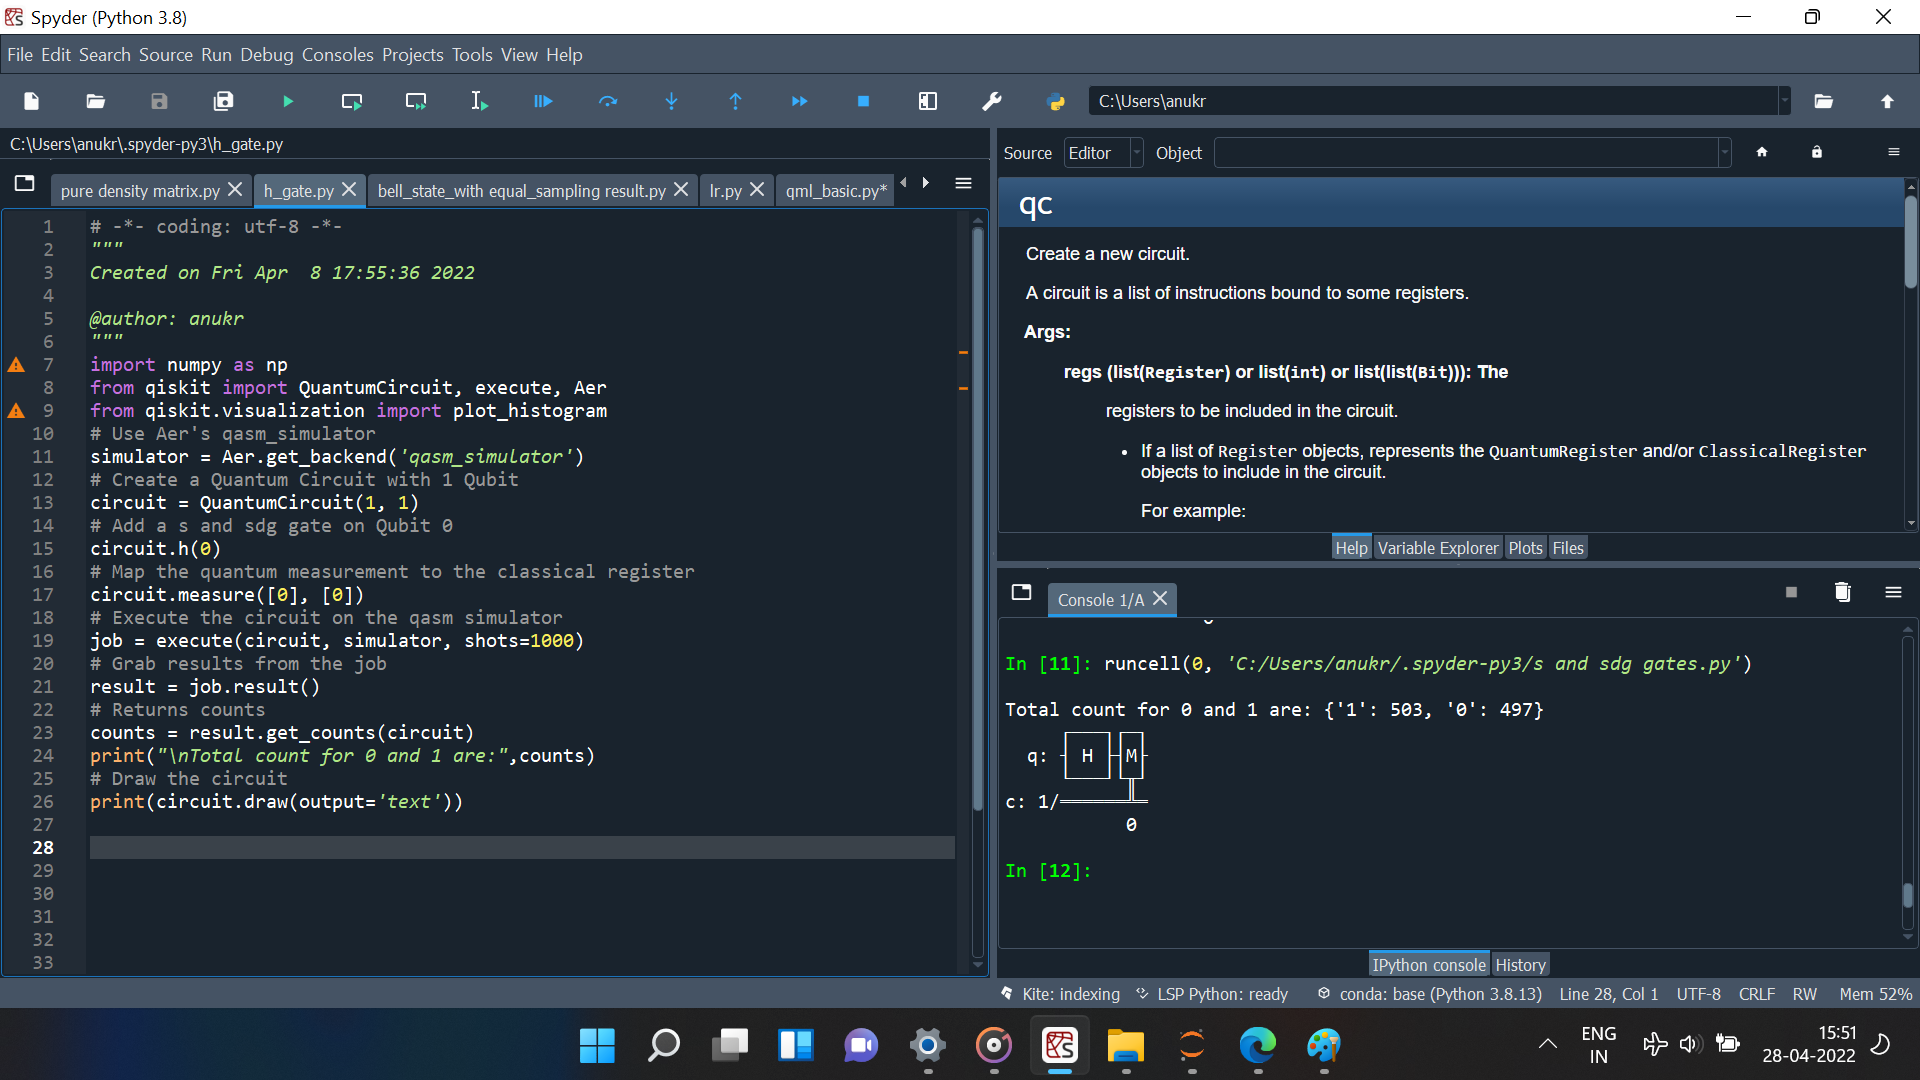 Spyder (Python 3.8)
File Edit Search Source Run Debug Consoles Projects Tools View Help
C:\Users\anukr
C:\Users\anukr\.spyder-py3\h_gate.py
pure density matrix.py h_gate.py bell_state_with equal_sampling result.py lr.py qml_basic.py*
1 # -*- coding: utf-8 -*-
2 """
3 Created on Fri Apr  8 17:55:36 2022
4
5 @author: anukr
6 """
7 import numpy as np
8 from qiskit import QuantumCircuit, execute, Aer
9 from qiskit.visualization import plot_histogram
10 # Use Aer's qasm_simulator
11 simulator = Aer.get_backend('qasm_simulator')
12 # Create a Quantum Circuit with 1 Qubit
13 circuit = QuantumCircuit(1, 1)
14 # Add a s and sdg gate on Qubit 0
15 circuit.h(0)
16 # Map the quantum measurement to the classical register
17 circuit.measure([0], [0])
18 # Execute the circuit on the qasm simulator
19 job = execute(circuit, simulator, shots=1000)
20 # Grab results from the job
21 result = job.result()
22 # Returns counts
23 counts = result.get_counts(circuit)
24 print("\nTotal count for 0 and 1 are:",counts)
25 # Draw the circuit
26 print(circuit.draw(output='text'))
27
28
29
30
31
32
33
Source Editor Object
qc
Create a new circuit.
A circuit is a list of instructions bound to some registers.
Args:
regs (list(Register) or list(int) or list(list(Bit))): The
registers to be included in the circuit.
• If a list of Register objects, represents the QuantumRegister and/or ClassicalRegister
objects to include in the circuit.
For example:
Help Variable Explorer Plots Files
Console 1/A
In [11]: runcell(0, 'C:/Users/anukr/.spyder-py3/s and sdg gates.py')
Total count for 0 and 1 are: {'1': 503, '0': 497}
q: H M
c: 1/
0
In [12]:
IPython console History
Kite: indexing LSP Python: ready conda: base (Python 3.8.13) Line 28, Col 1 UTF-8 CRLF RW Mem 52%
ENG
IN
15:51
28-04-2022